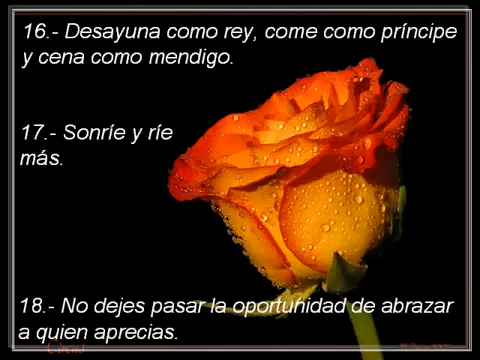 16.- Desayuna como rey, come como príncipe
y cena como mendigo.
17.- Sonríe y ríe
más.
18.- No dejes pasar la oportunidad de abrazar
a quien aprecias.